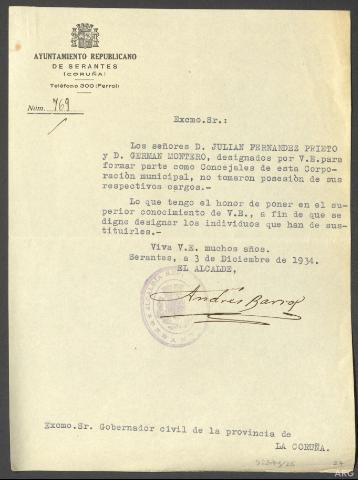 AYUNTAMIENTO REPUBLICANO
DE SERANTES
(CORUÑA)
Teléfono 300 (Ferrol)
Núm. 769
Excmo.Sr.:
Los señores D. JULIAN FERNANDEZ PRIETO
y D. GERMAN MONTERO, designados por V.E.para
formar parte como Concejales de esta Corpo-
ración municipal, no tomaron posesión de sus
respectivos cargos.-
Lo que tengo el honor de poner en el su-
perior conocimiento de V.E., a fin de que se
digne designar los individuos que han de sus-
tituirles.-
Viva V.E. muchos años.
Serantes, a 3 de Diciembre de 1934.
EL ALCALDE,
Andrés Barros
Excmo.Sr. Gobernador civil de la provincia de
LA CORUÑA.
ARG